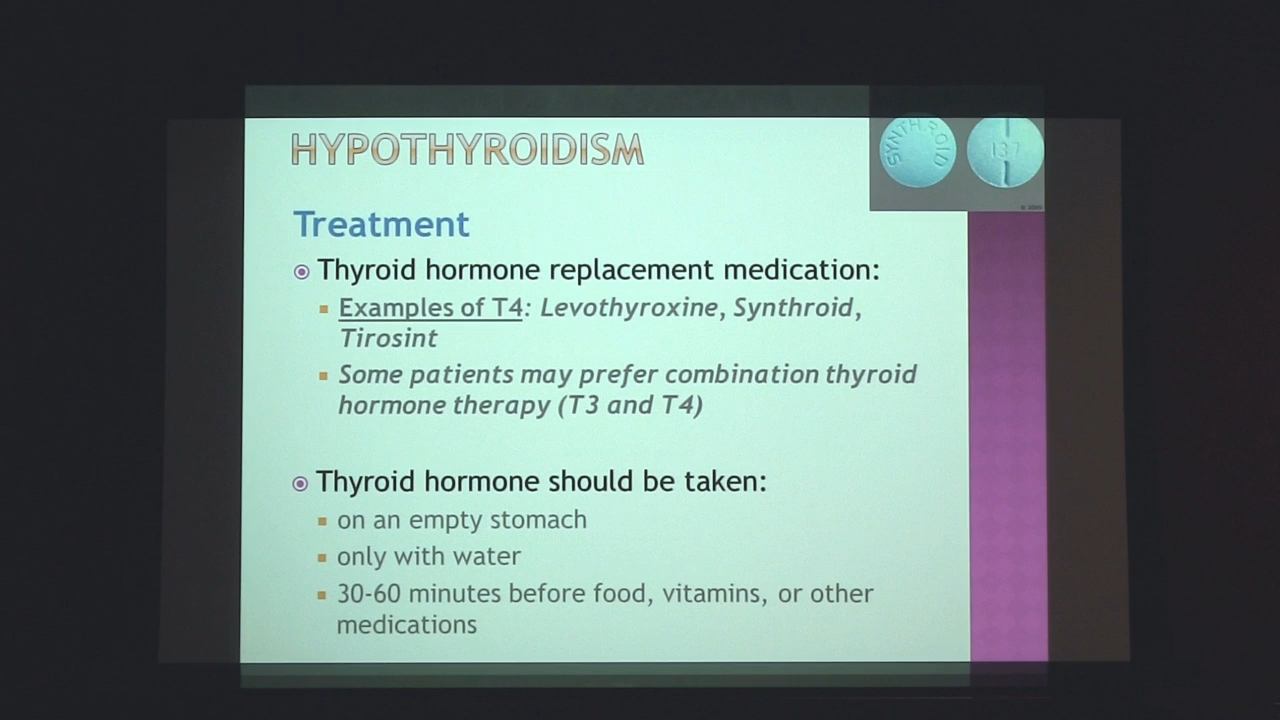 HYPOTHYROIDISM
SYNTHROID
137
Treatment
Thyroid hormone replacement medication:
Examples of T4: Levothyroxine, Synthroid,
Tirosint
Some patients may prefer combination thyroid
hormone therapy (T3 and T4)
Thyroid hormone should be taken:
on an empty stomach
only with water
30-60 minutes before food, vitamins, or other
medications